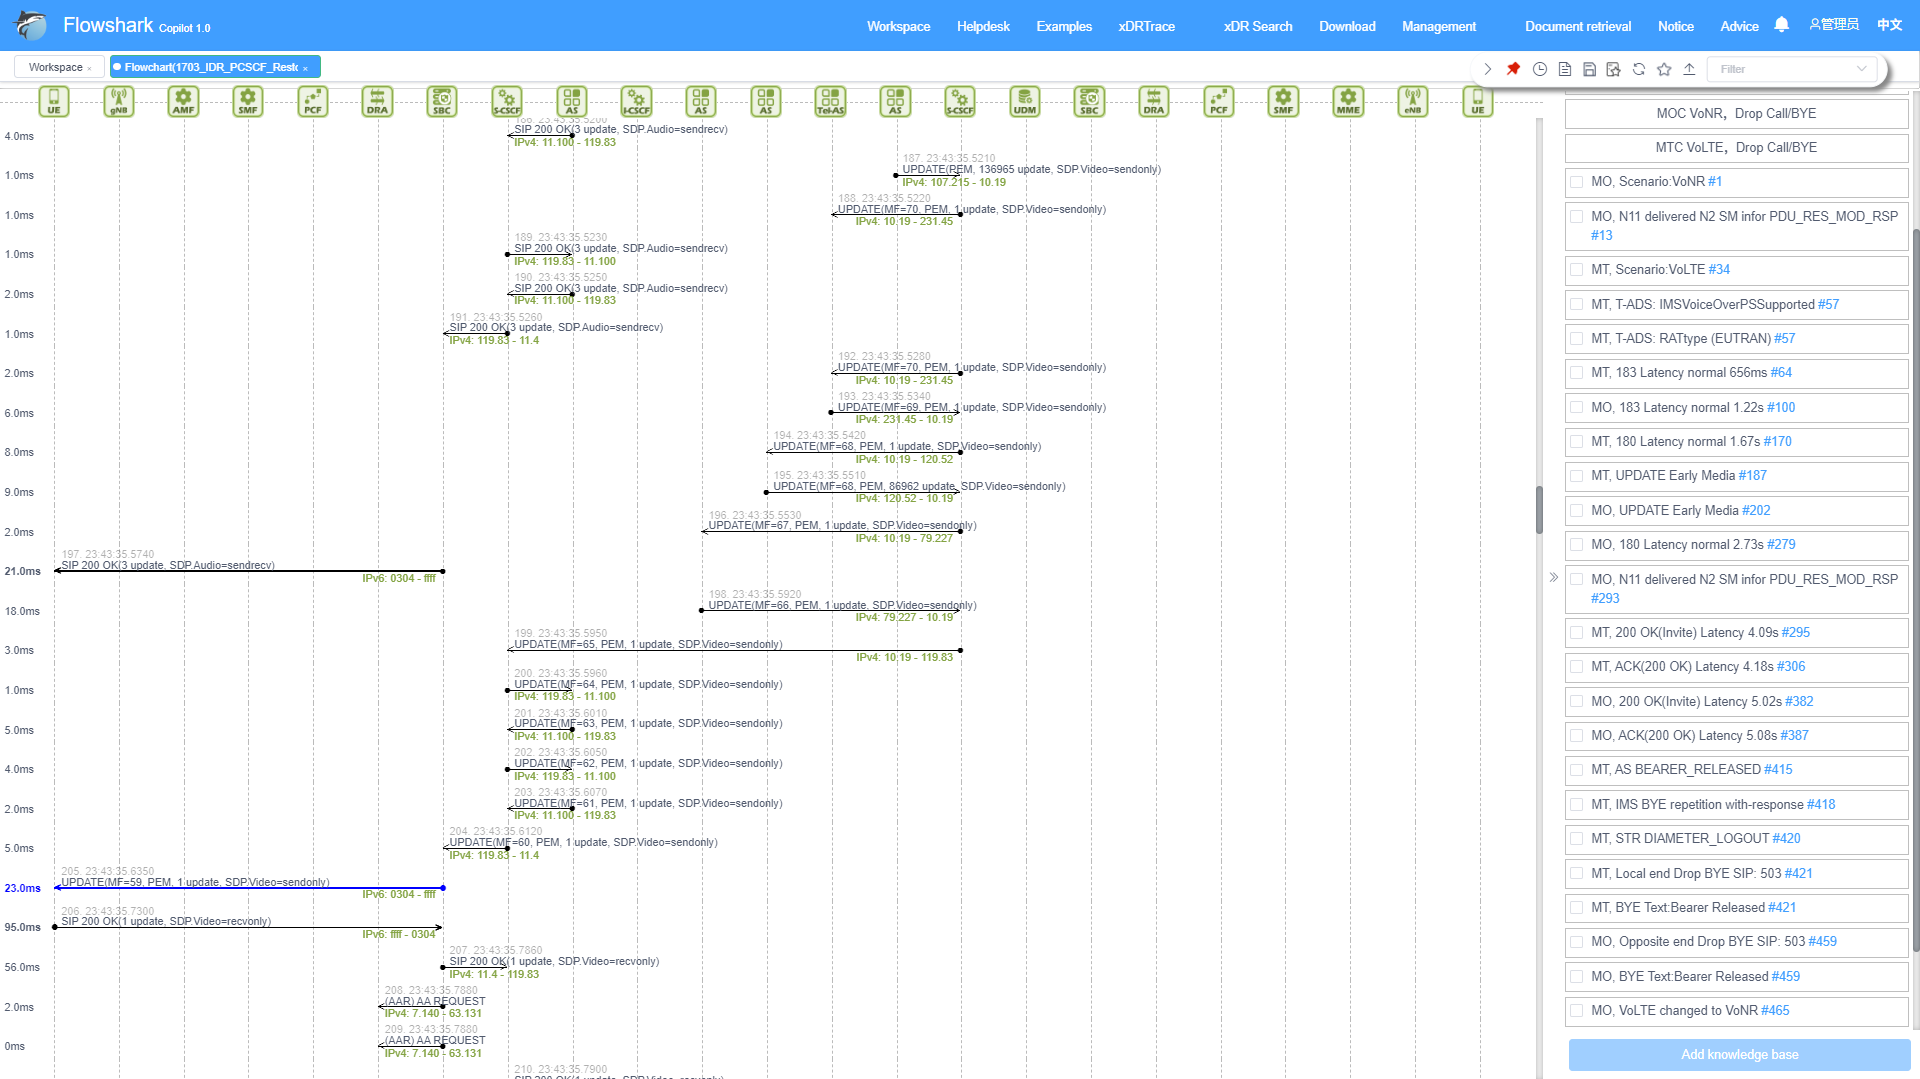 Flowshark Copilot 1.0
Workspace Helpdesk Examples xDRTrace xDR Search Download Management Document retrieval Notice Advice 管理员 中文
Workspace × Flowchart(1703_IDR_PCSCF_Resto ×
Filter
UE gNB AMF SMF PCF DRA SBC S-CSCF AS I-CSCF AS AS Tel-AS AS S-CSCF UDM SBC DRA PCF SMF MME eNB UE
186. 23:43:35.5200
4.0ms SIP 200 OK(3 update, SDP.Audio=sendrecv)
IPv4: 11.100 - 119.83
187. 23:43:35.5210
1.0ms UPDATE(PEM, 136965 update, SDP.Video=sendonly)
IPv4: 107.215 - 10.19
188. 23:43:35.5220
1.0ms UPDATE(MF=70, PEM, 1 update, SDP.Video=sendonly)
IPv4: 10.19 - 231.45
189. 23:43:35.5230
1.0ms SIP 200 OK(3 update, SDP.Audio=sendrecv)
IPv4: 119.83 - 11.100
190. 23:43:35.5250
2.0ms SIP 200 OK(3 update, SDP.Audio=sendrecv)
IPv4: 11.100 - 119.83
191. 23:43:35.5260
1.0ms SIP 200 OK(3 update, SDP.Audio=sendrecv)
IPv4: 119.83 - 11.4
192. 23:43:35.5280
2.0ms UPDATE(MF=70, PEM, 1 update, SDP.Video=sendonly)
IPv4: 10.19 - 231.45
193. 23:43:35.5340
6.0ms UPDATE(MF=69, PEM, 1 update, SDP.Video=sendonly)
IPv4: 231.45 - 10.19
194. 23:43:35.5420
8.0ms UPDATE(MF=68, PEM, 1 update, SDP.Video=sendonly)
IPv4: 10.19 - 120.52
195. 23:43:35.5510
9.0ms UPDATE(MF=68, PEM, 86962 update, SDP.Video=sendonly)
IPv4: 120.52 - 10.19
196. 23:43:35.5530
2.0ms UPDATE(MF=67, PEM, 1 update, SDP.Video=sendonly)
IPv4: 10.19 - 79.227
197. 23:43:35.5740
21.0ms SIP 200 OK(3 update, SDP.Audio=sendrecv)
IPv6: 0304 - ffff
198. 23:43:35.5920
18.0ms UPDATE(MF=66, PEM, 1 update, SDP.Video=sendonly)
IPv4: 79.227 - 10.19
199. 23:43:35.5950
3.0ms UPDATE(MF=65, PEM, 1 update, SDP.Video=sendonly)
IPv4: 10.19 - 119.83
200. 23:43:35.5960
1.0ms UPDATE(MF=64, PEM, 1 update, SDP.Video=sendonly)
IPv4: 119.83 - 11.100
201. 23:43:35.6010
5.0ms UPDATE(MF=63, PEM, 1 update, SDP.Video=sendonly)
IPv4: 11.100 - 119.83
202. 23:43:35.6050
4.0ms UPDATE(MF=62, PEM, 1 update, SDP.Video=sendonly)
IPv4: 119.83 - 11.100
203. 23:43:35.6070
2.0ms UPDATE(MF=61, PEM, 1 update, SDP.Video=sendonly)
IPv4: 11.100 - 119.83
204. 23:43:35.6120
5.0ms UPDATE(MF=60, PEM, 1 update, SDP.Video=sendonly)
IPv4: 119.83 - 11.4
205. 23:43:35.6350
23.0ms UPDATE(MF=59, PEM, 1 update, SDP.Video=sendonly)
IPv6: 0304 - ffff
206. 23:43:35.7300
95.0ms SIP 200 OK(1 update, SDP.Video=recvonly)
IPv6: ffff - 0304
207. 23:43:35.7860
56.0ms SIP 200 OK(1 update, SDP.Video=recvonly)
IPv4: 11.4 - 119.83
208. 23:43:35.7880
2.0ms (AAR) AA REQUEST
IPv4: 7.140 - 63.131
209. 23:43:35.7880
0ms (AAR) AA REQUEST
IPv4: 7.140 - 63.131
210. 23:43:35.7900
SIP 200 OK(1 update, SDP.Video=recvonly)
MOC VoNR，Drop Call/BYE
MTC VoLTE，Drop Call/BYE
MO, Scenario:VoNR #1
MO, N11 delivered N2 SM infor PDU_RES_MOD_RSP
#13
MT, Scenario:VoLTE #34
MT, T-ADS: IMSVoiceOverPSSupported #57
MT, T-ADS: RATtype (EUTRAN) #57
MT, 183 Latency normal 656ms #64
MO, 183 Latency normal 1.22s #100
MT, 180 Latency normal 1.67s #170
MT, UPDATE Early Media #187
MO, UPDATE Early Media #202
MO, 180 Latency normal 2.73s #279
MO, N11 delivered N2 SM infor PDU_RES_MOD_RSP
#293
MT, 200 OK(Invite) Latency 4.09s #295
MT, ACK(200 OK) Latency 4.18s #306
MO, 200 OK(Invite) Latency 5.02s #382
MO, ACK(200 OK) Latency 5.08s #387
MT, AS BEARER_RELEASED #415
MT, IMS BYE repetition with-response #418
MT, STR DIAMETER_LOGOUT #420
MT, Local end Drop BYE SIP: 503 #421
MT, BYE Text:Bearer Released #421
MO, Opposite end Drop BYE SIP: 503 #459
MO, BYE Text:Bearer Released #459
MO, VoLTE changed to VoNR #465
Add knowledge base